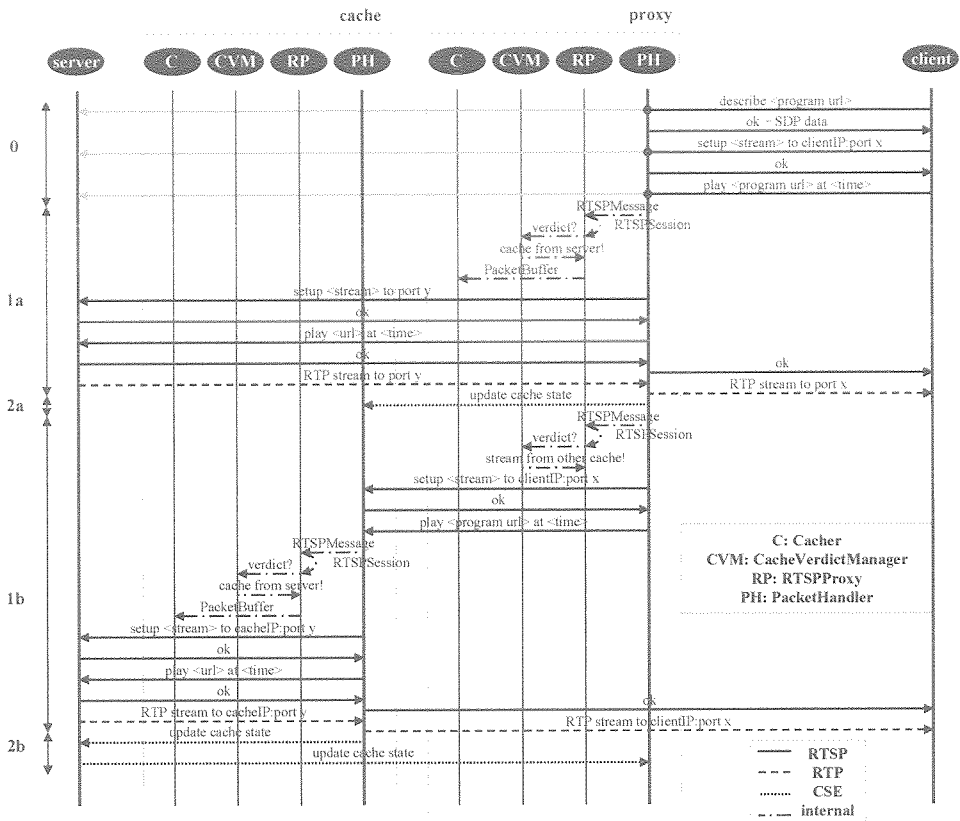 cache
proxy
server
C
CVM
RP
PH
C
CVM
RP
PH
client
0
describe <program url>
ok + SDP data
setup <stream> to clientIP:port x
ok
play <program url> at <time>
1a
RTSPMessage
RTSPSession
verdict?
cache from server!
PacketBuffer
setup <stream> to port y
ok
play <url> at <time>
ok
ok
RTP stream to port y
RTP stream to port x
2a
update cache state
1b
RTSPMessage
RTSPSession
verdict?
stream from other cache!
setup <stream> to clientIP:port x
ok
play <program url> at <time>
RTSPMessage
RTSPSession
verdict?
cache from server!
PacketBuffer
setup <stream> to cacheIP:port y
ok
play <url> at <time>
ok
ok
RTP stream to cacheIP:port y
RTP stream to clientIP:port x
2b
update cache state
update cache state
C: Cacher
CVM: CacheVerdictManager
RP: RTSPProxy
PH: PacketHandler
RTSP
RTP
CSE
internal